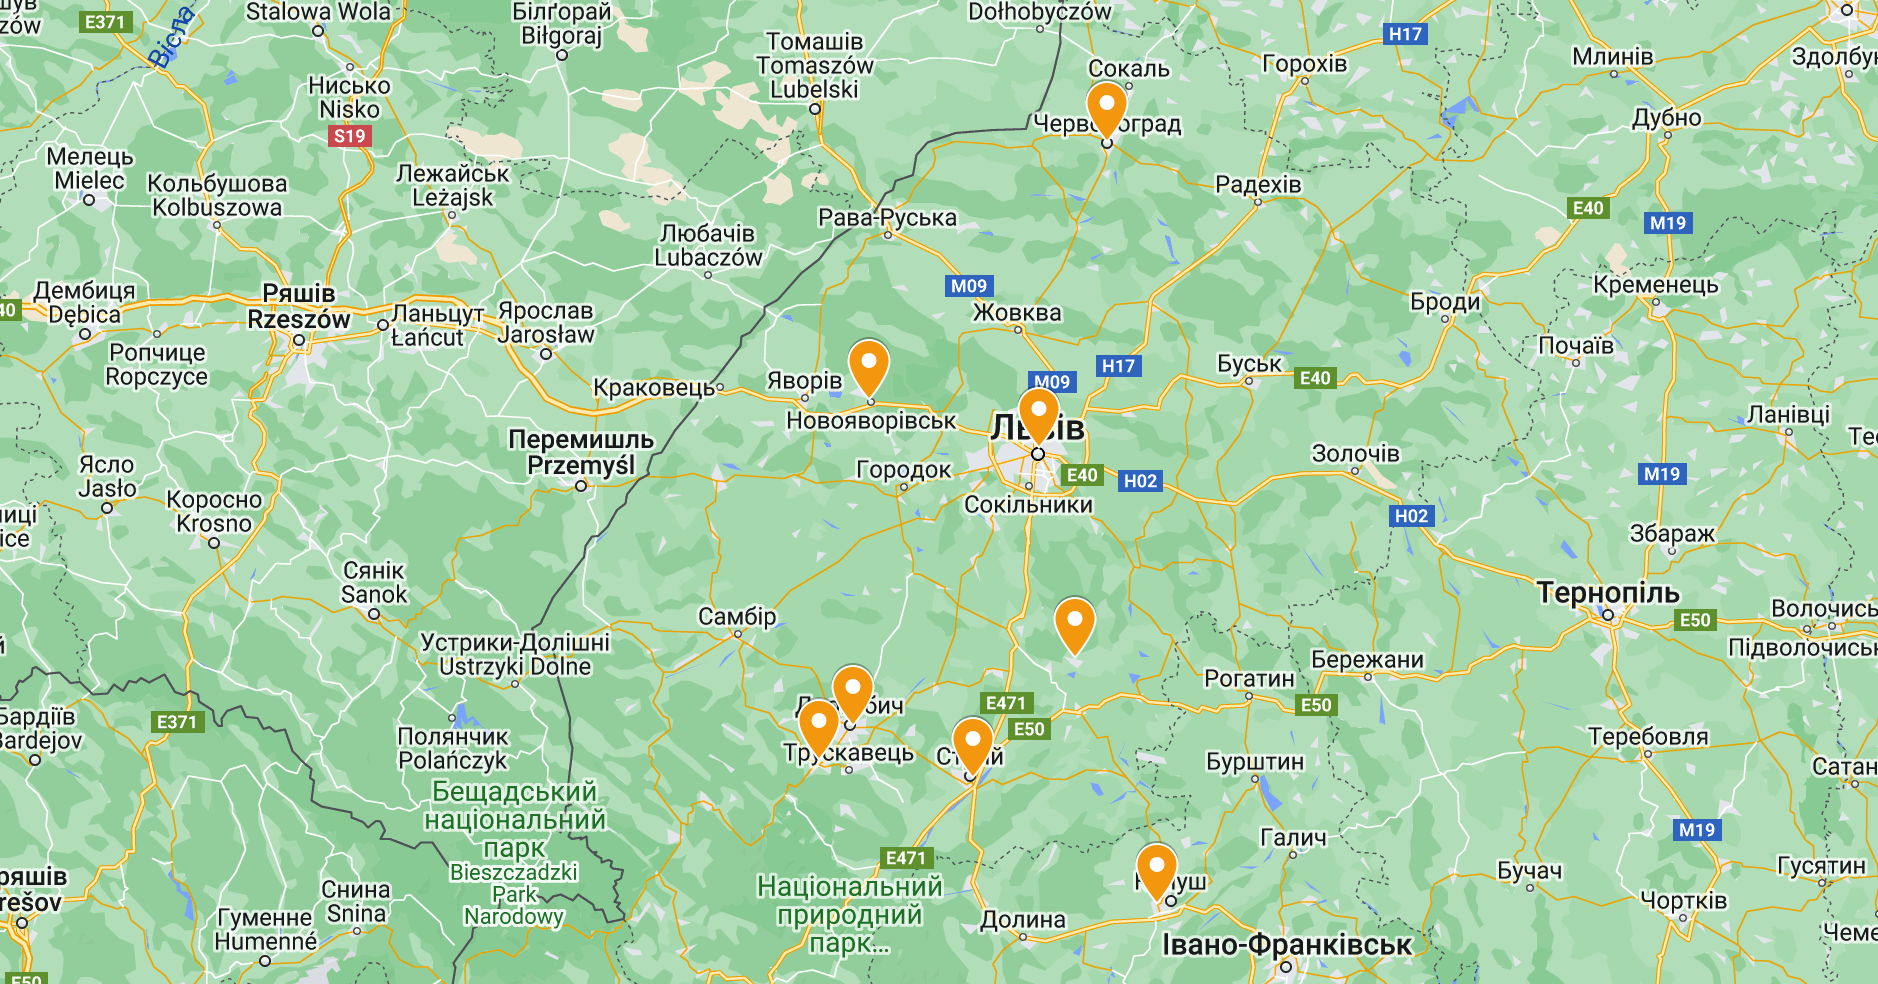 E371
Вісла
Stalowa Wola
Білґорай
Biłgoraj
Dołhobyczów
H17
Томашів
Tomaszów
Lubelski
Сокаль
Горохів
Млинів
Нисько
Nisko
S19
Дубно
Мелець
Mielec
Кольбушова
Kolbuszowa
Лежайськ
Leżajsk
Радехів
E40
M19
Рава-Руська
Любачів
Lubaczów
M09
Кременець
Броди
Дембиця
Dębica
Ряшів
Rzeszów
Ланьцут
Łańcut
Ярослав
Jarosław
Жовква
Почаїв
Ропчице
Ropczyce
Краковець
Яворів
M09
H17
Буськ
E40
Новояворівськ
Ланівці
Перемишль
Przemyśl
Городок
E40
H02
Золочів
M19
Ясло
Jasło
Коросно
Krosno
Сокільники
H02
Збараж
Сянік
Sanok
Тернопіль
E50
Самбір
Устрики-Долішні
Ustrzyki Dolne
Бережани
Рогатин
E50
E371
E471
E50
Трускавець
Полянчик
Polańczyk
Теребовля
Бурштин
Бещадський
національний
парк
Bieszczadzki
Park
Narodowy
M19
Галич
E471
Національний
природний
парк...
Бучач
Гусятин
Снина
Snina
Чортків
Гуменне
Humenné
Долина
Івано-Франківськ
E50